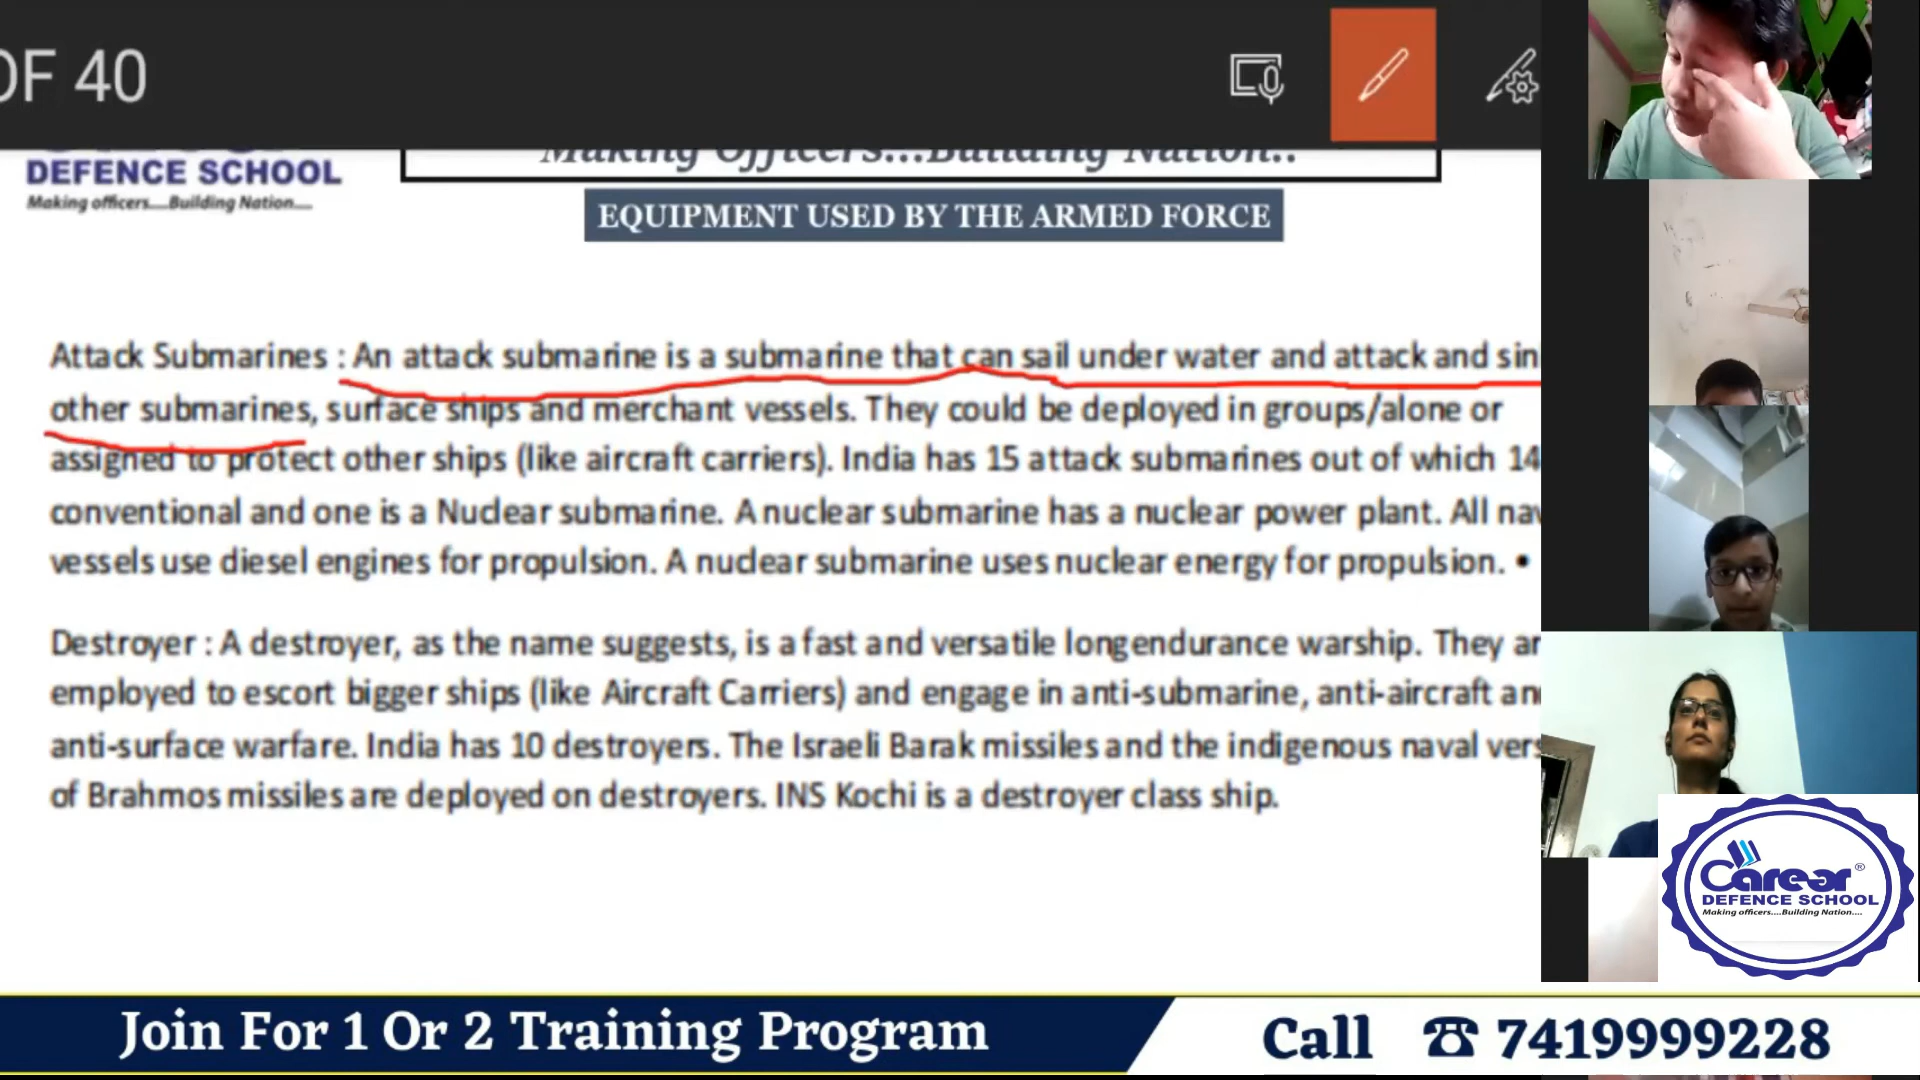 OF 40
DEFENCE SCHOOL
Making officers....Building Nation....
Making Officers...Building Nation..
EQUIPMENT USED BY THE ARMED FORCE
Attack Submarines : An attack submarine is a submarine that can sail under water and attack and sin
other submarines, surface ships and merchant vessels. They could be deployed in groups/alone or
assigned to protect other ships (like aircraft carriers). India has 15 attack submarines out of which 14
conventional and one is a Nuclear submarine. A nuclear submarine has a nuclear power plant. All nav
vessels use diesel engines for propulsion. A nuclear submarine uses nuclear energy for propulsion. •
Destroyer : A destroyer, as the name suggests, is a fast and versatile longendurance warship. They ar
employed to escort bigger ships (like Aircraft Carriers) and engage in anti-submarine, anti-aircraft an
anti-surface warfare. India has 10 destroyers. The Israeli Barak missiles and the indigenous naval vers
of Brahmos missiles are deployed on destroyers. INS Kochi is a destroyer class ship.
Carear®
DEFENCE SCHOOL
Making officers....Building Nation....
Join For 1 Or 2 Training Program
Call ☎ 7419999228